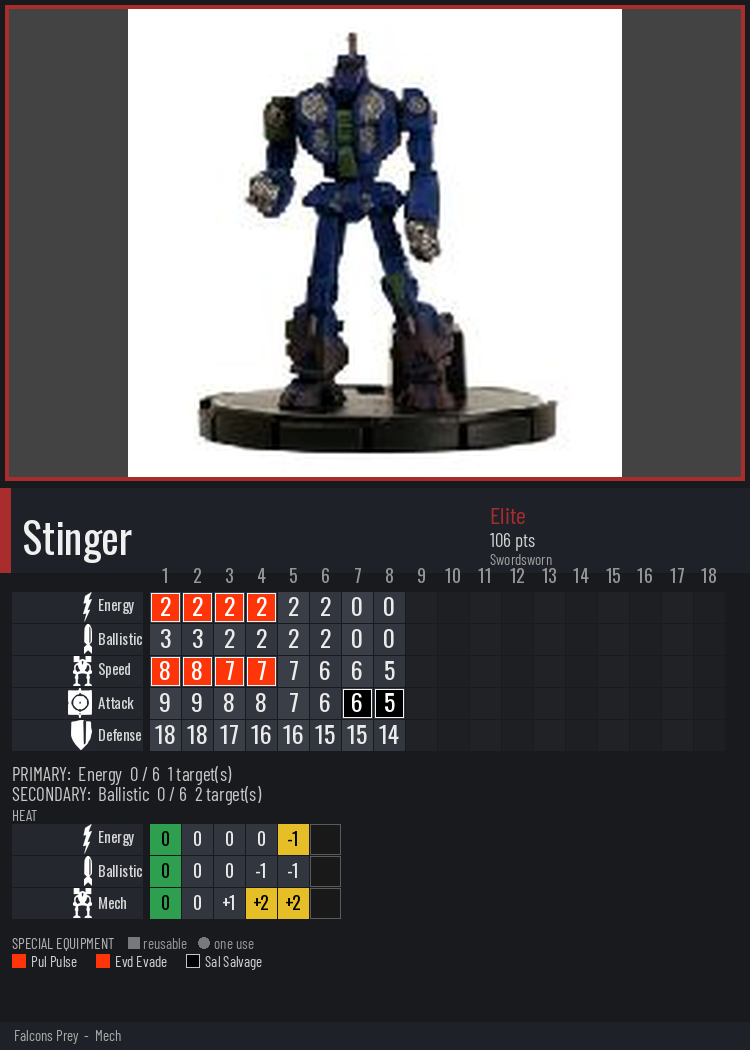 Stinger
Elite
106 pts
Swordsworn
1 2 3 4 5 6 7 8 9 10 11 12 13 14 15 16 17 18
Energy 2 2 2 2 2 2 0 0
Ballistic 3 3 2 2 2 2 0 0
Speed 8 8 7 7 7 6 6 5
Attack 9 9 8 8 7 6 6 5
Defense 18 18 17 16 16 15 15 14
PRIMARY: Energy 0 / 6 1 target(s)
SECONDARY: Ballistic 0 / 6 2 target(s)
HEAT
Energy 0 0 0 0 -1
Ballistic 0 0 0 -1 -1
Mech 0 0 +1 +2 +2
SPECIAL EQUIPMENT reusable one use
Pul Pulse Evd Evade Sal Salvage
Falcons Prey - Mech